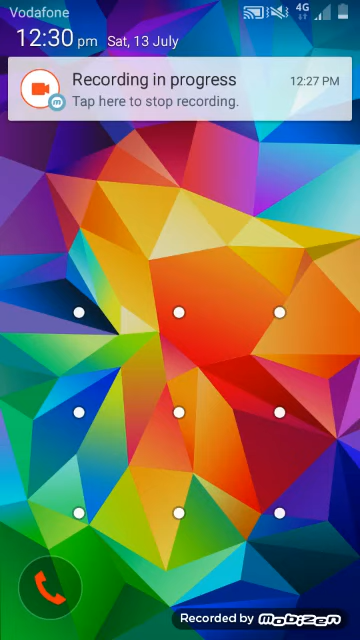 Vodafone
4G
12:30 pm Sat, 13 July
Recording in progress 12:27 PM
Tap here to stop recording.
m
Recorded by MOBIZEN